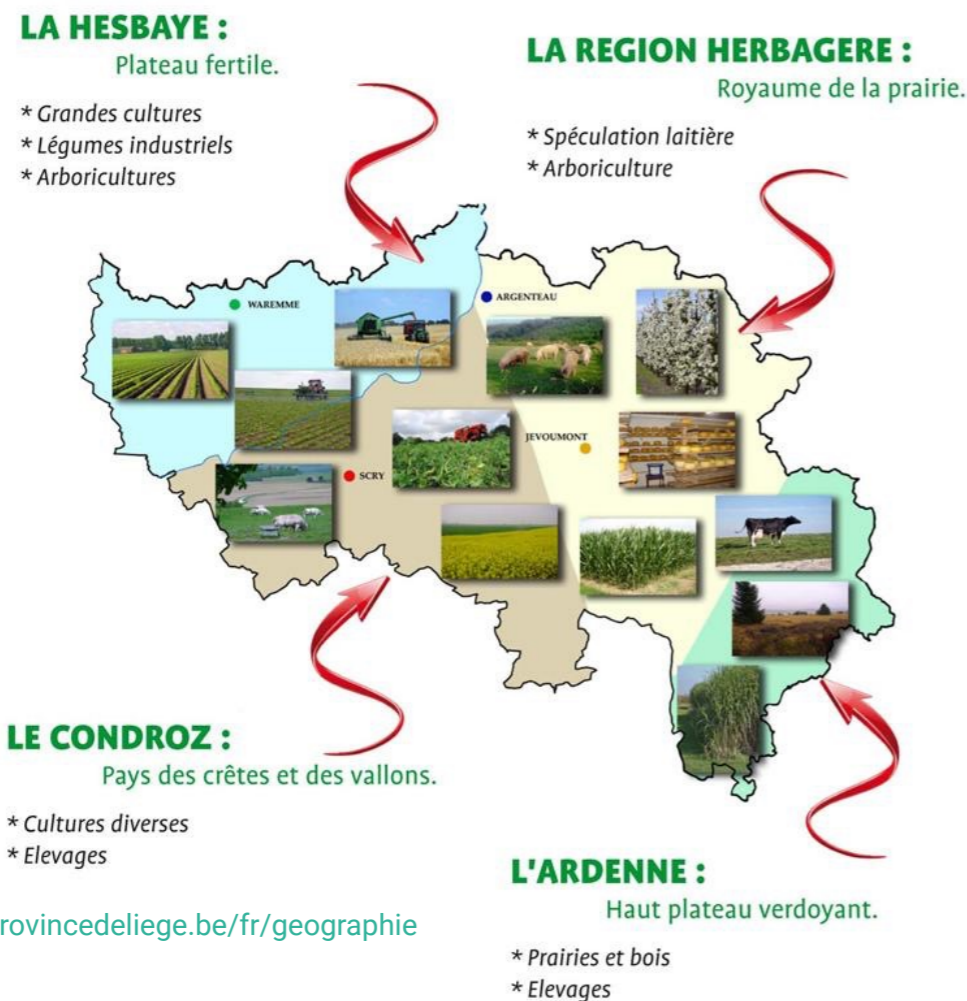 LA HESBAYE :
Plateau fertile.
* Grandes cultures
* Légumes industriels
* Arboricultures
LA REGION HERBAGERE :
Royaume de la prairie.
* Spéculation laitière
* Arboriculture
WAREMME
ARGENTEAU
JEVOUMONT
SCRY
LE CONDROZ :
Pays des crêtes et des vallons.
* Cultures diverses
* Elevages
rovincedeliege.be/fr/geographie
L'ARDENNE :
Haut plateau verdoyant.
* Prairies et bois
* Elevages